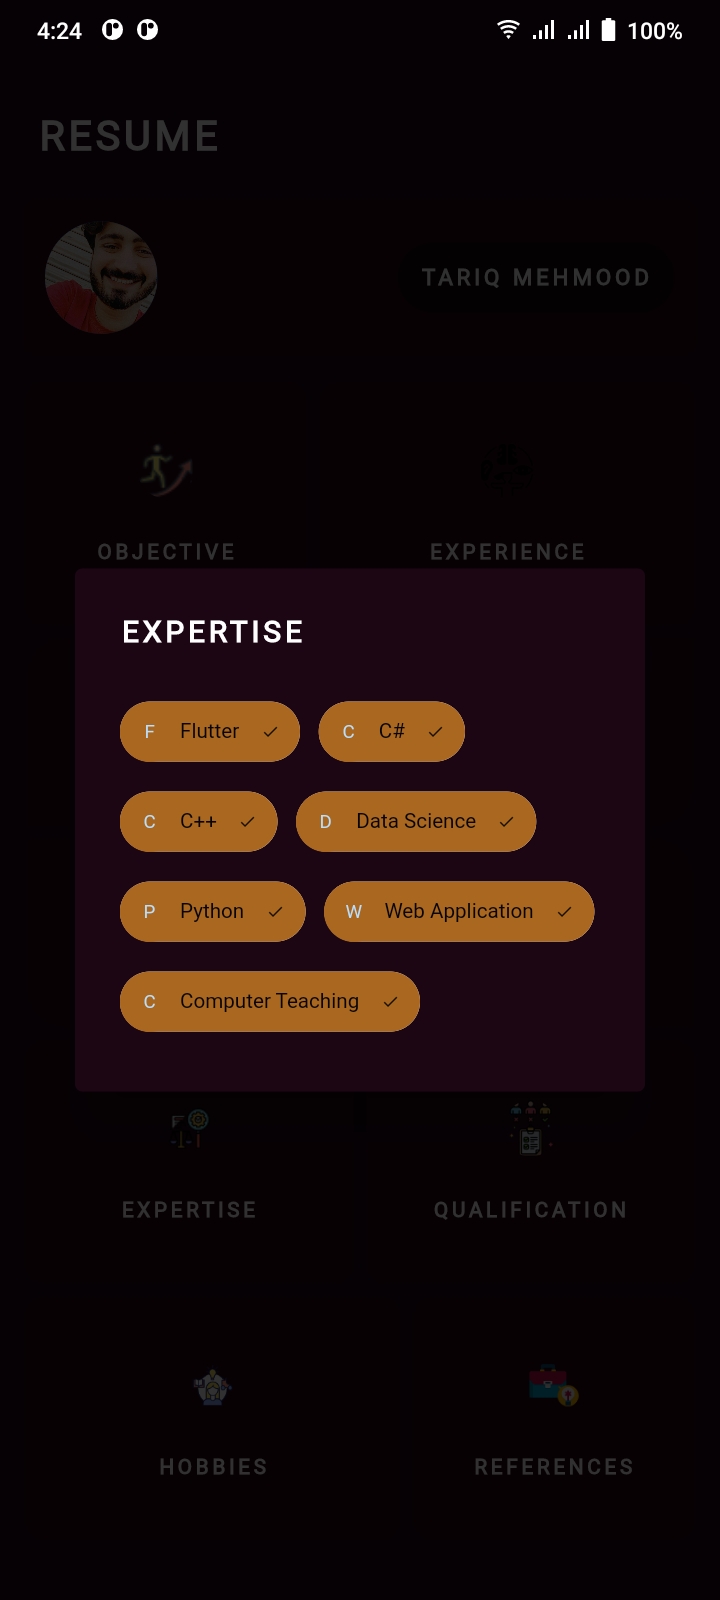 4:24 100%
RESUME
TARIQ MEHMOOD
OBJECTIVE EXPERIENCE
EXPERTISE
F Flutter C C#
C C++ D Data Science
P Python W Web Application
C Computer Teaching
EXPERTISE QUALIFICATION
HOBBIES REFERENCES